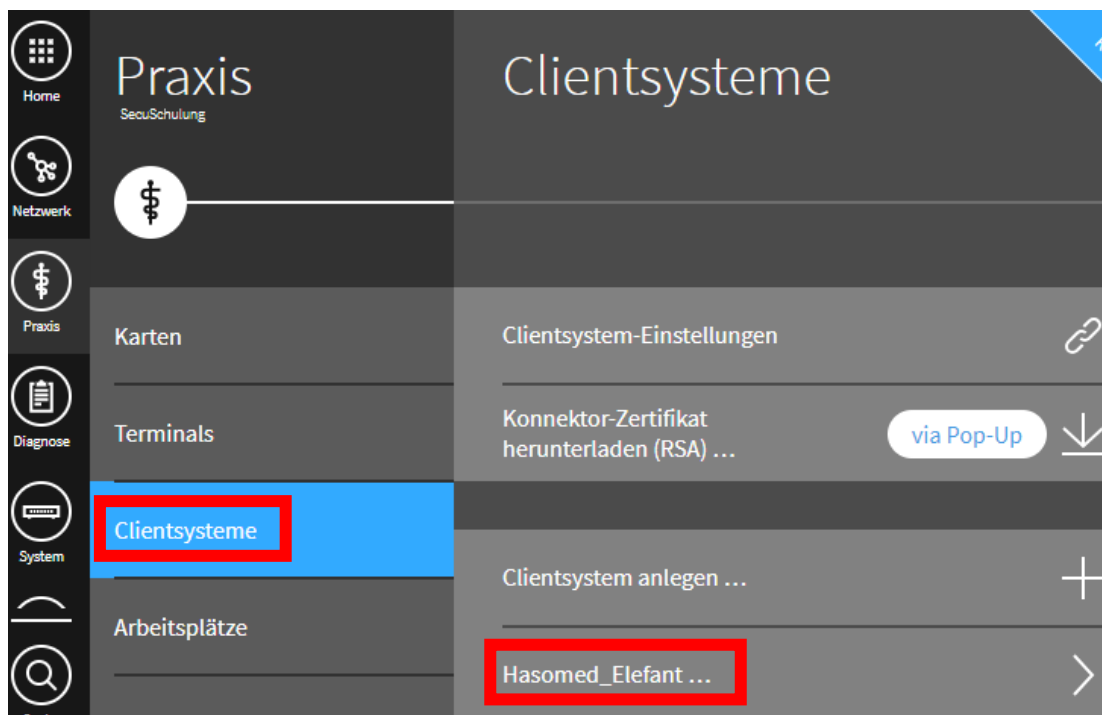 Home
Netzwerk
Praxis
Diagnose
System
Praxis
SecuSchulung
Karten
Terminals
Clientsysteme
Arbeitsplätze
Clientsysteme
Clientsystem-Einstellungen
Konnektor-Zertifikat
herunterladen (RSA) ...
via Pop-Up
Clientsystem anlegen ...
Hasomed_Elefant ...